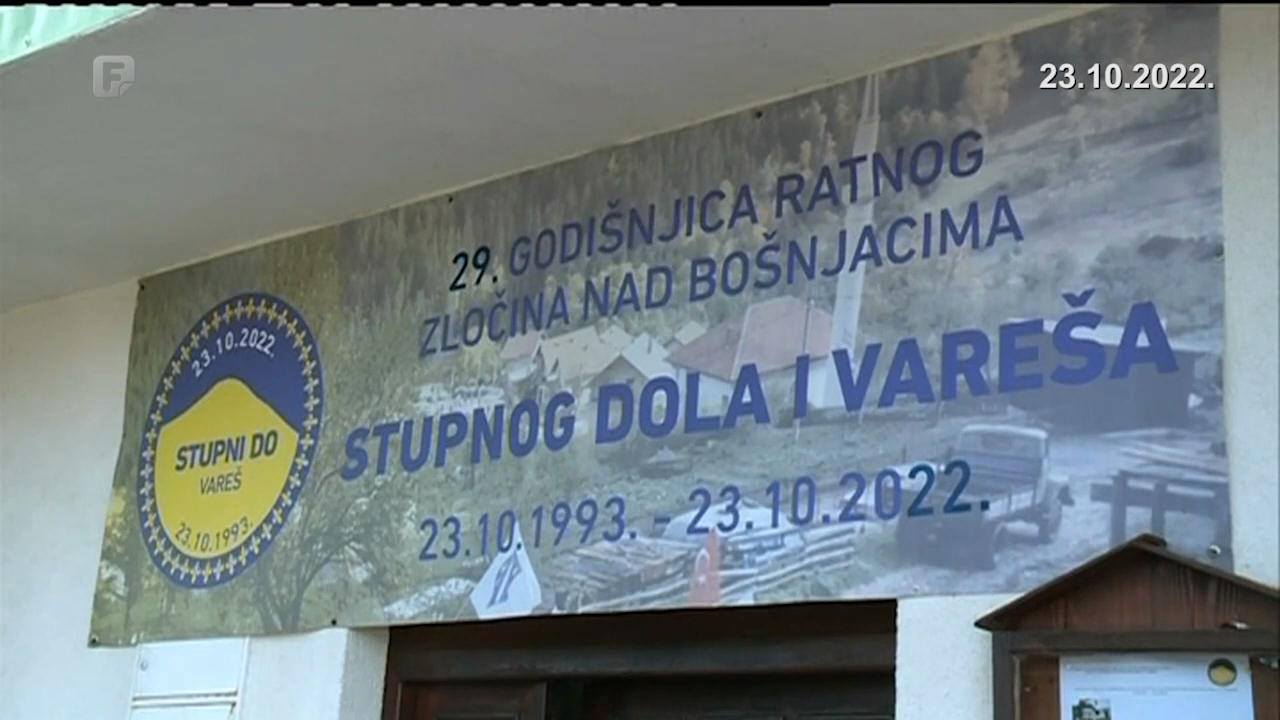 F
23.10.2022.
29. GODIŠNJICA RATNOG
ZLOČINA NAD BOŠNJACIMA
STUPNOG DOLA I VAREŠA
23.10.1993. - 23.10.2022.
23.10.2022.
STUPNI DO
VAREŠ
23.10.1993.